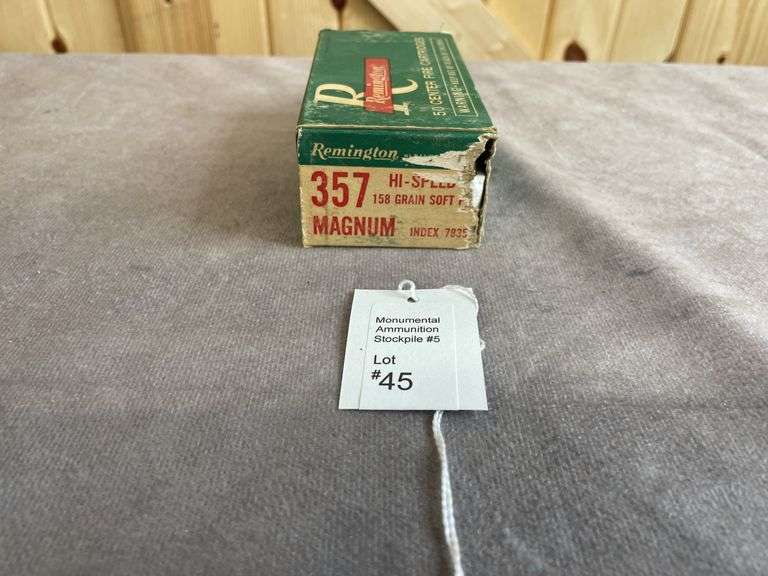 R
Remington
50 CENTER FIRE CARTRIDGES
Remington
357 HI-SPEED
158 GRAIN SOFT
MAGNUM INDEX 7835
Monumental
Ammunition
Stockpile #5
Lot
#45